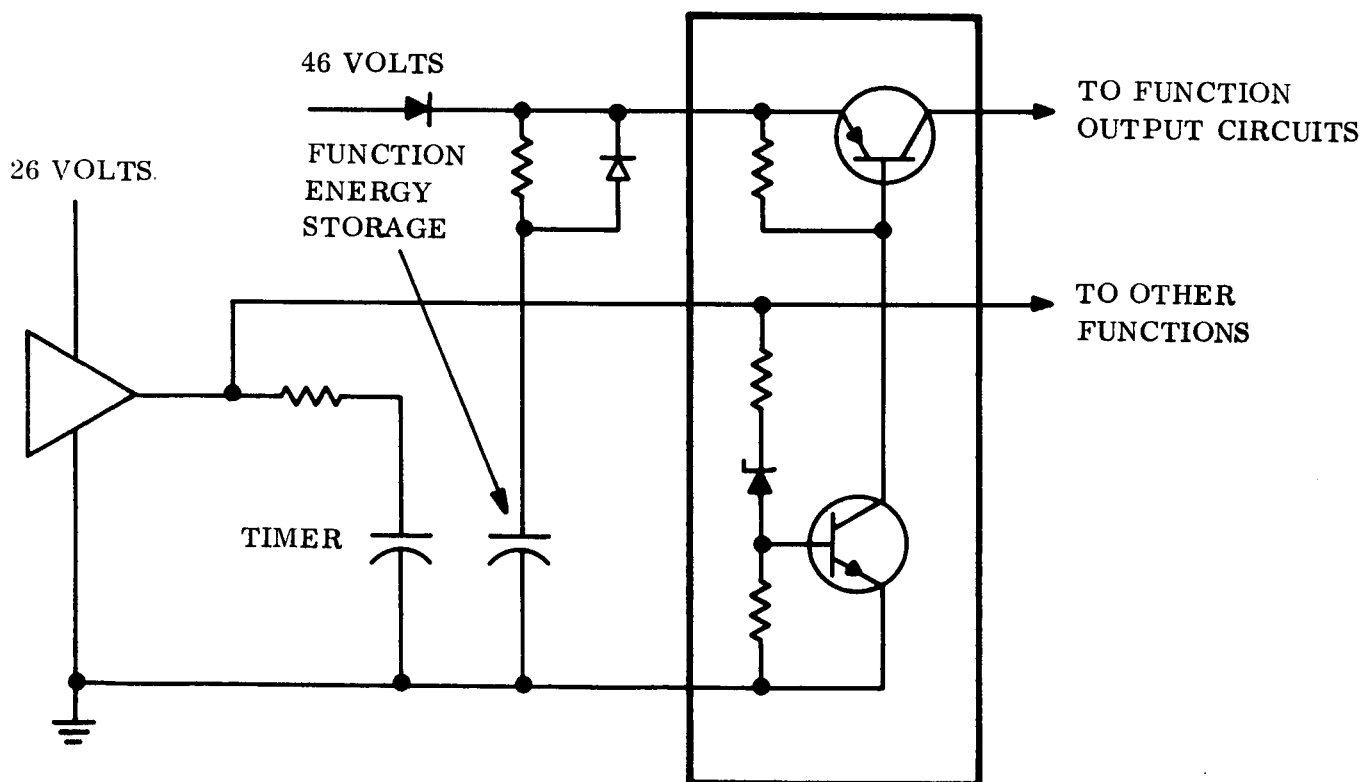 46 VOLTS
TO FUNCTION
OUTPUT CIRCUITS
FUNCTION
ENERGY
STORAGE
26 VOLTS.
TO OTHER
FUNCTIONS
TIMER